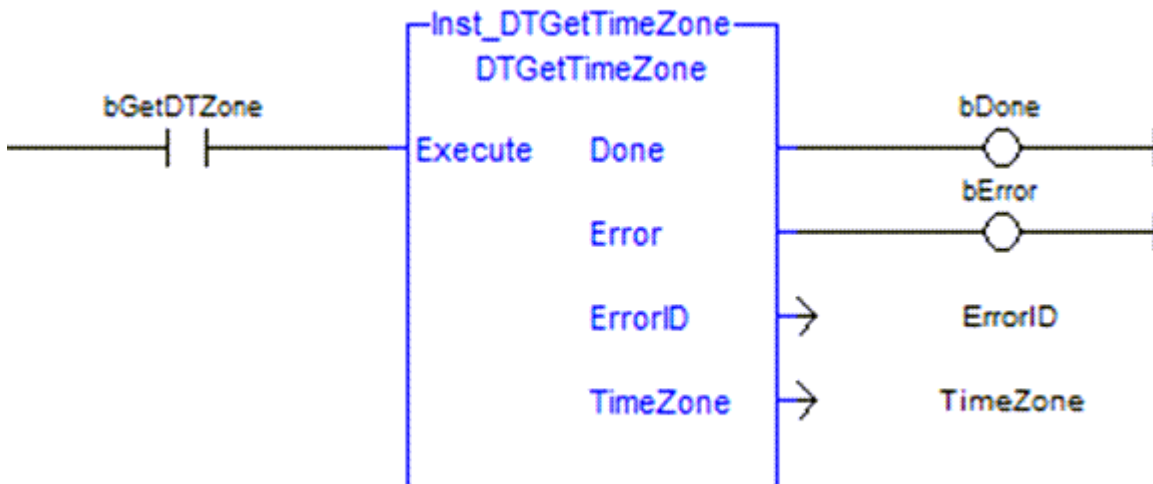 Inst_DTGetTimeZone
DTGetTimeZone
bGetDTZone
bDone
Execute Done
bError
Error
ErrorID ErrorID
TimeZone TimeZone